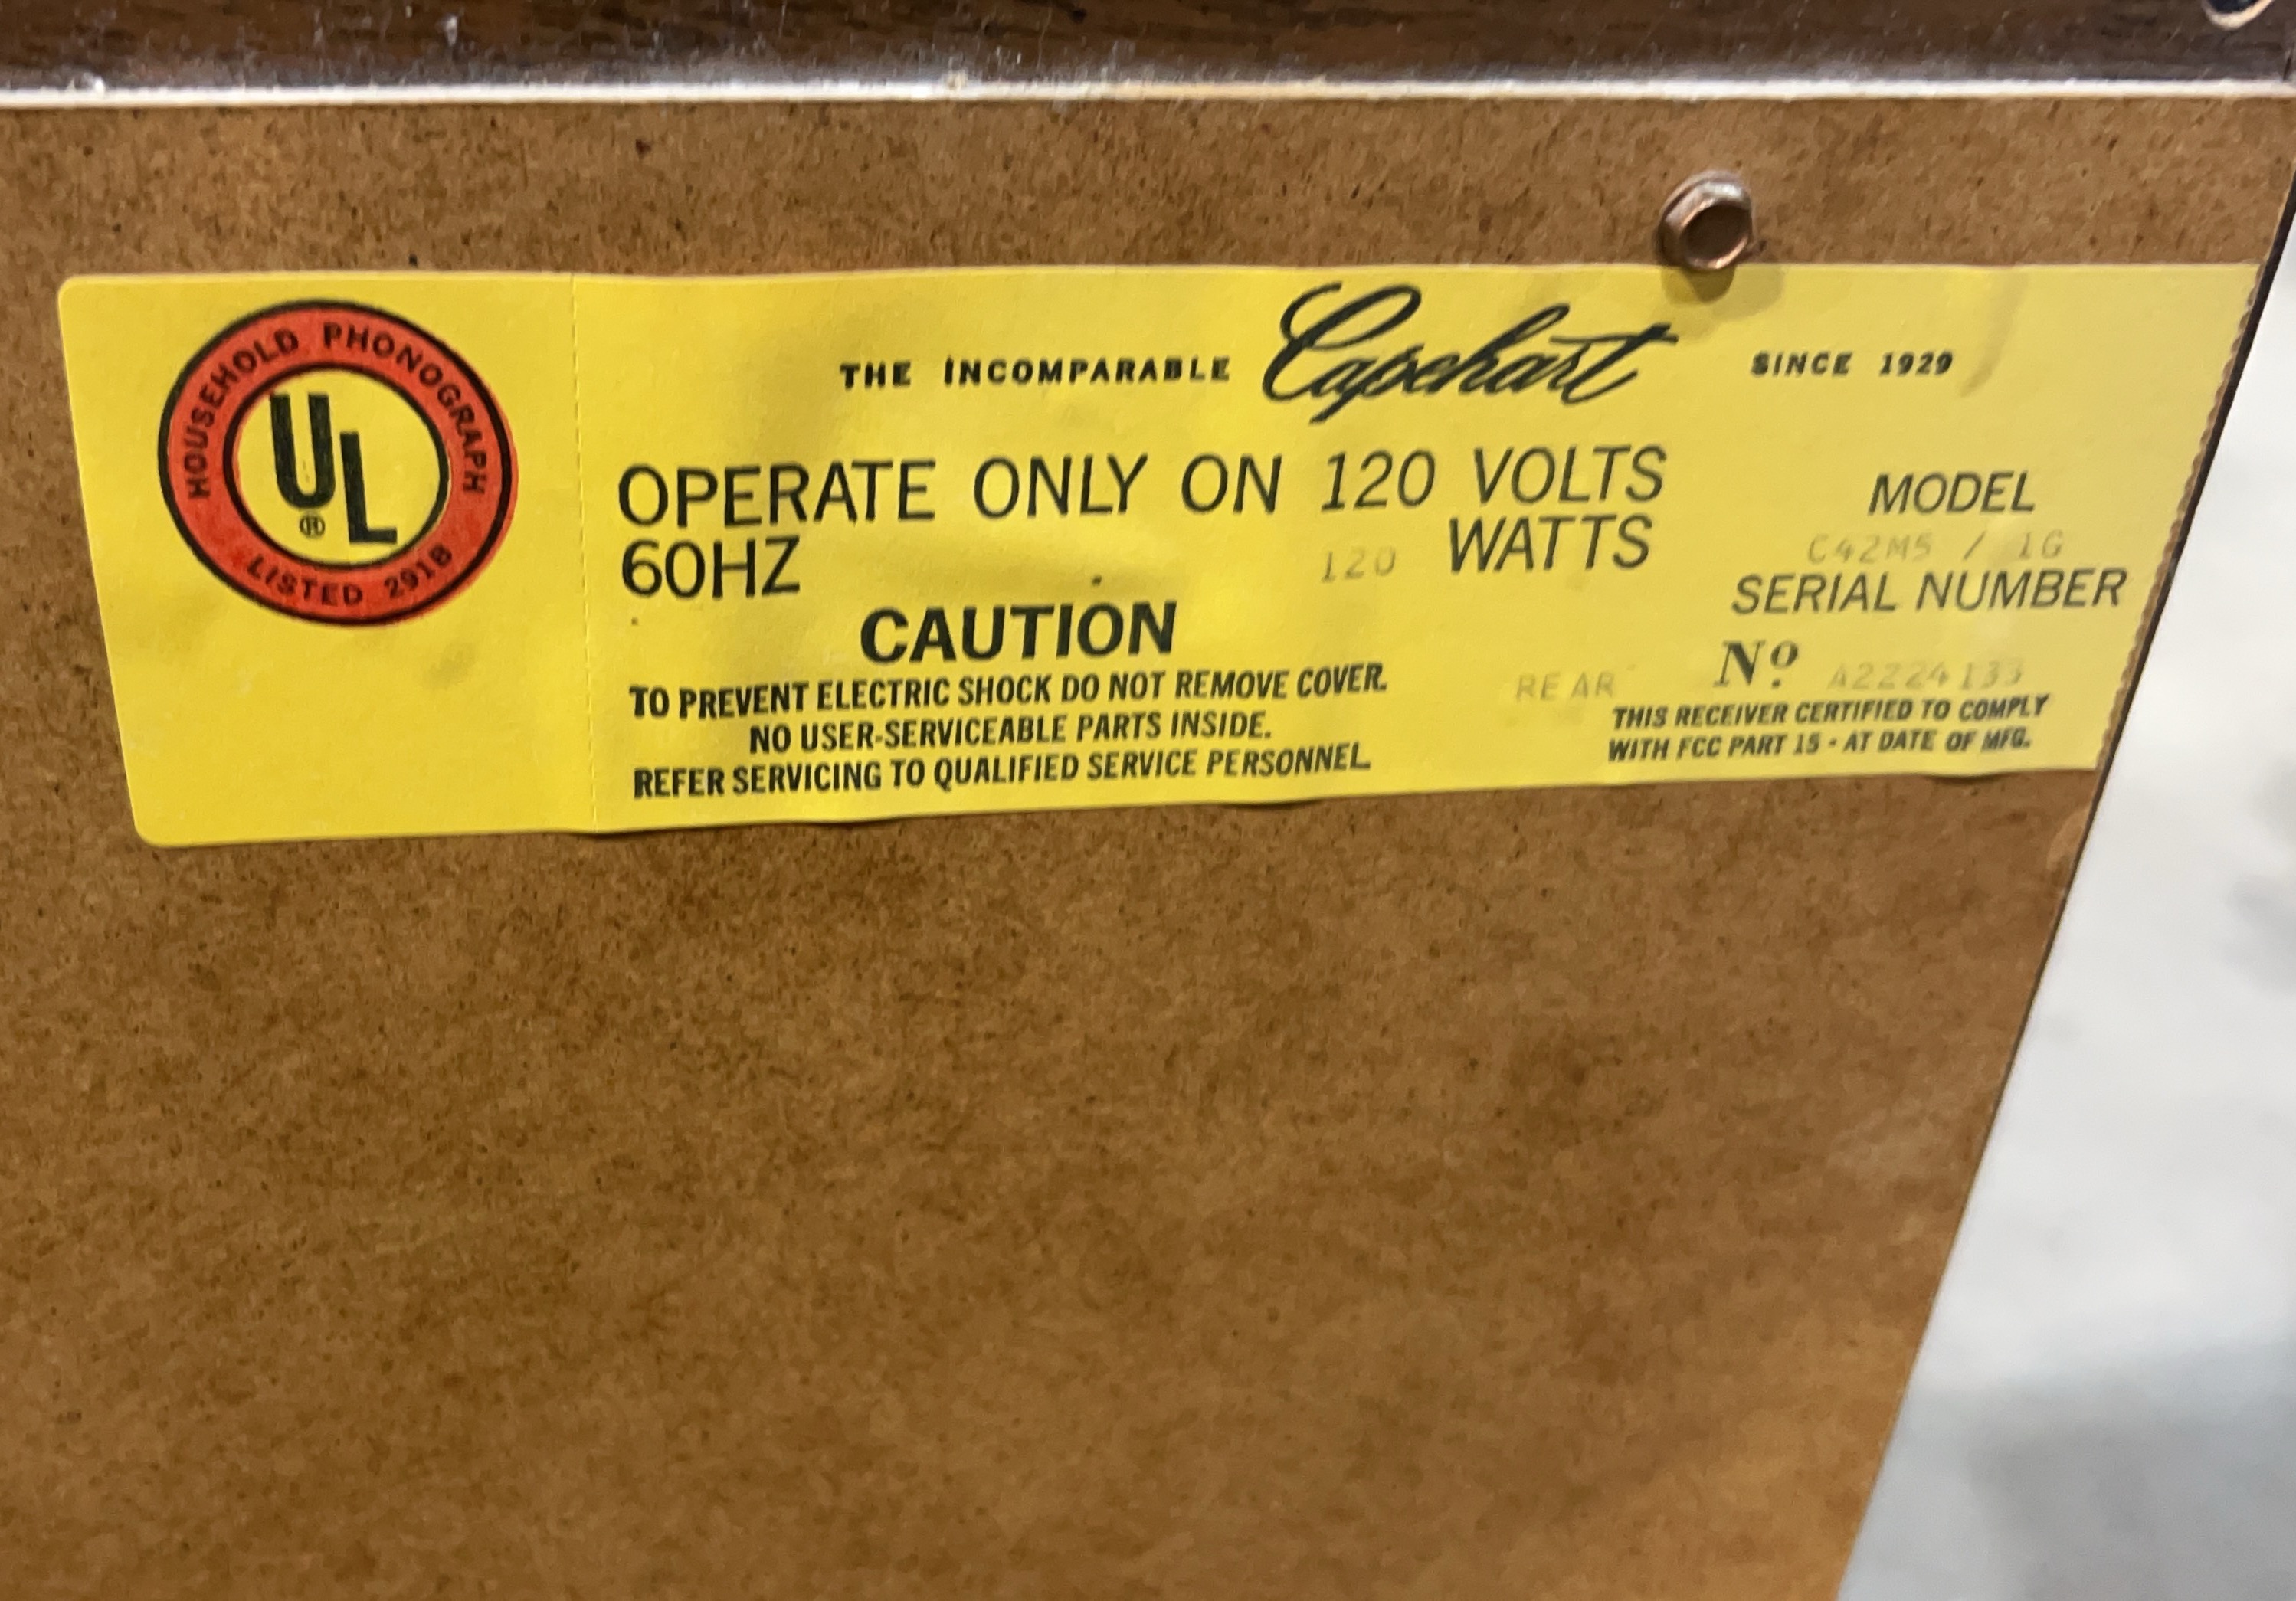 HOUSEHOLD PHONOGRAPH
UL
®
LISTED 291B
THE INCOMPARABLE Capehart SINCE 1929
OPERATE ONLY ON 120 VOLTS
60HZ 120 WATTS
CAUTION
TO PREVENT ELECTRIC SHOCK DO NOT REMOVE COVER.
NO USER-SERVICEABLE PARTS INSIDE.
REFER SERVICING TO QUALIFIED SERVICE PERSONNEL
MODEL
C42M5 / 1G
SERIAL NUMBER
REAR Nº
THIS RECEIVER CERTIFIED TO COMPLY
WITH FCC PART 15 - AT DATE OF MFG.